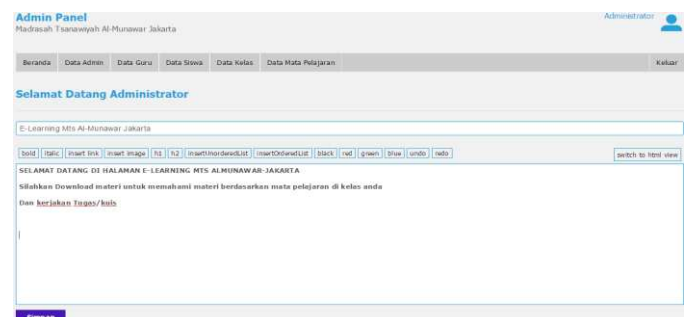 Admin Panel
Administrator
Madrasah Tsanawiyah Al-Munawar Jakarta
Beranda Data Admin Data Guru Data Siswa Data Kelas Data Mata Pelajaran Keluar
Selamat Datang Administrator
E-Learning Mts Al-Munawar Jakarta
bold italic insert link insert image h1 h2 insertUnorderedList insertOrderedList black red green blue undo redo switch to html view
SELAMAT DATANG DI HALAMAN E-LEARNING MTS ALMUNAWAR-JAKARTA
Silahkan Download materi untuk memahami materi berdasarkan mata pelajaran di kelas anda
Dan kerjakan Tugas/kuis
Simpan